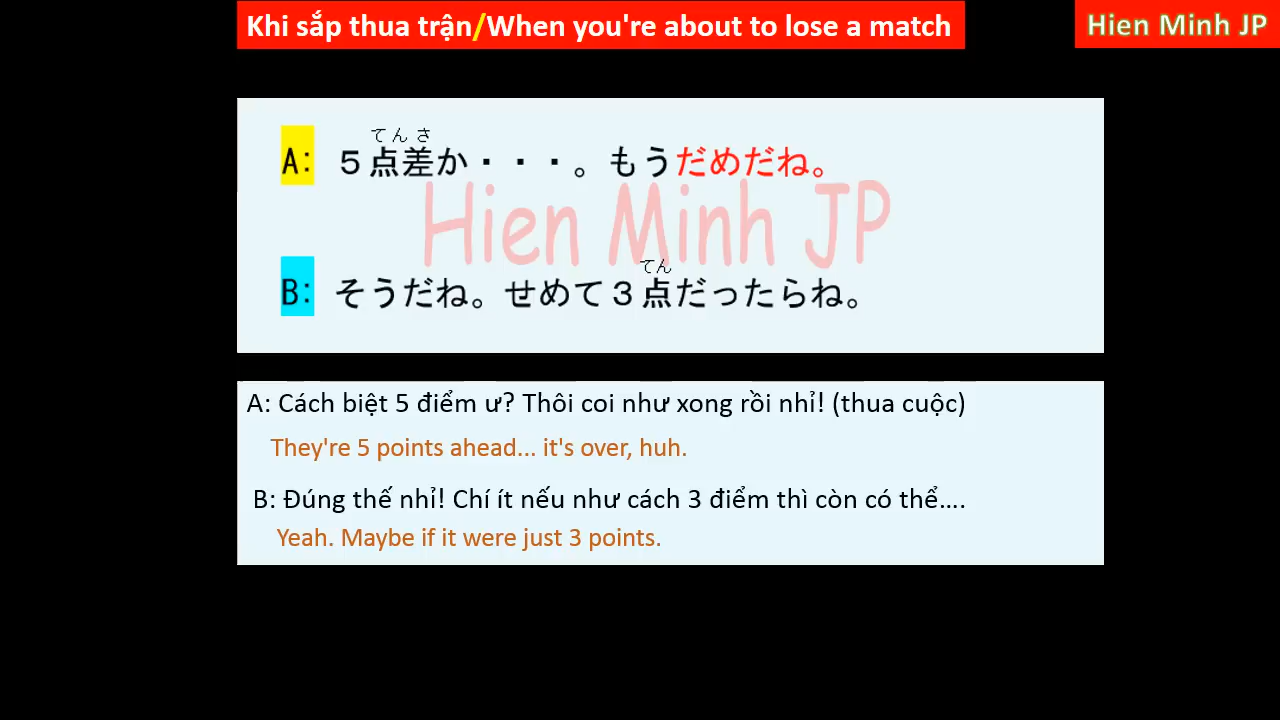 Khi sắp thua trận/When you're about to lose a match
Hien Minh JP
てんさ
A: ５点差か・・・。もうだめだね。
Hien Minh JP
てん
B: そうだね。せめて３点だったらね。
A: Cách biệt 5 điểm ư? Thôi coi như xong rồi nhỉ! (thua cuộc)
They're 5 points ahead... it's over, huh.
B: Đúng thế nhỉ! Chí ít nếu như cách 3 điểm thì còn có thể....
Yeah. Maybe if it were just 3 points.